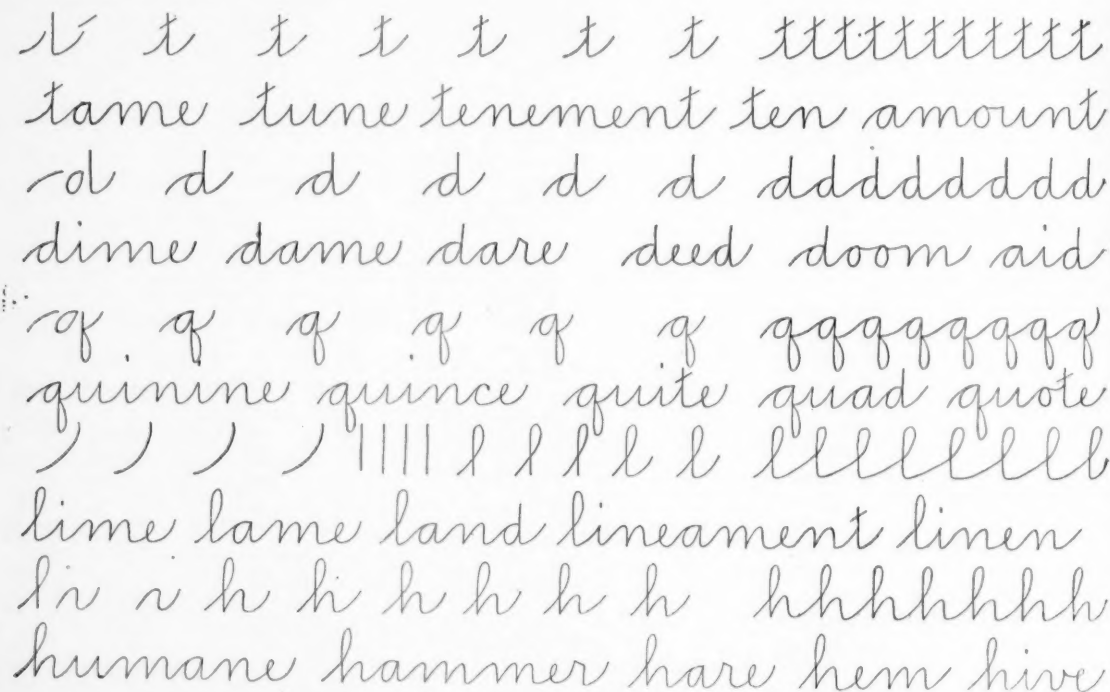 t t t t t t ttttttttttt
tame tune tenement ten amount
d d d d d d dddddddd
dime dame dare deed doom aid
q q q q q q qqqqqqqq
quinine quince quite quad quote
l l l l l llllllll
lime lame land lineament linen
h h h h h h hhhhhhh
humane hammer hare hem hive